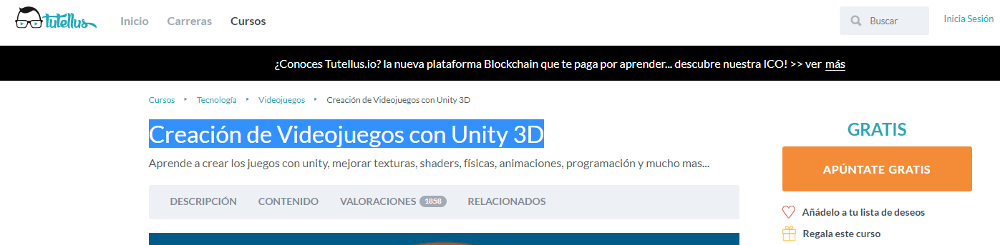 tutellus
Inicio Carreras Cursos
Buscar
Inicia Sesión
¿Conoces Tutellus.io? la nueva plataforma Blockchain que te paga por aprender... descubre nuestra ICO! >> ver más
Cursos ‣ Tecnología ‣ Videojuegos ‣ Creación de Videojuegos con Unity 3D
Creación de Videojuegos con Unity 3D
Aprende a crear los juegos con unity, mejorar texturas, shaders, físicas, animaciones, programación y mucho mas...
DESCRIPCIÓN CONTENIDO VALORACIONES 1858 RELACIONADOS
GRATIS
APÚNTATE GRATIS
Añádelo a tu lista de deseos
Regala este curso